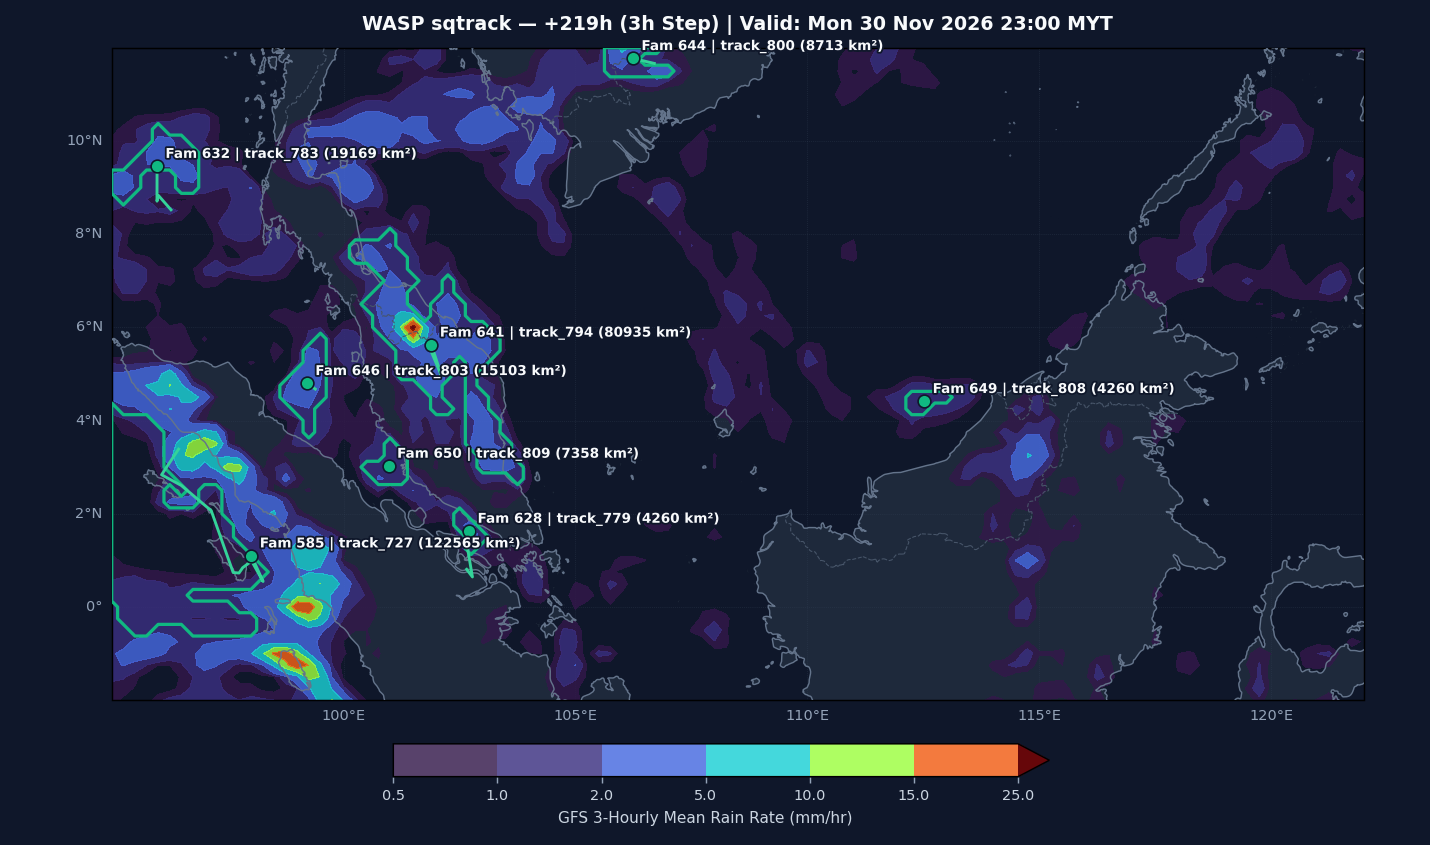 WASP sqtrack — +219h (3h Step) | Valid: Mon 30 Nov 2026 23:00 MYT
Fam 644 | track_800 (8713 km²)
10°N
Fam 632 | track_783 (19169 km²)
8°N
6°N
Fam 641 | track_794 (80935 km²)
Fam 646 | track_803 (15103 km²)
Fam 649 | track_808 (4260 km²)
4°N
Fam 650 | track_809 (7358 km²)
2°N
Fam 628 | track_779 (4260 km²)
Fam 585 | track_727 (122565 km²)
0°
100°E 105°E 110°E 115°E 120°E
0.5 1.0 2.0 5.0 10.0 15.0 25.0
GFS 3-Hourly Mean Rain Rate (mm/hr)